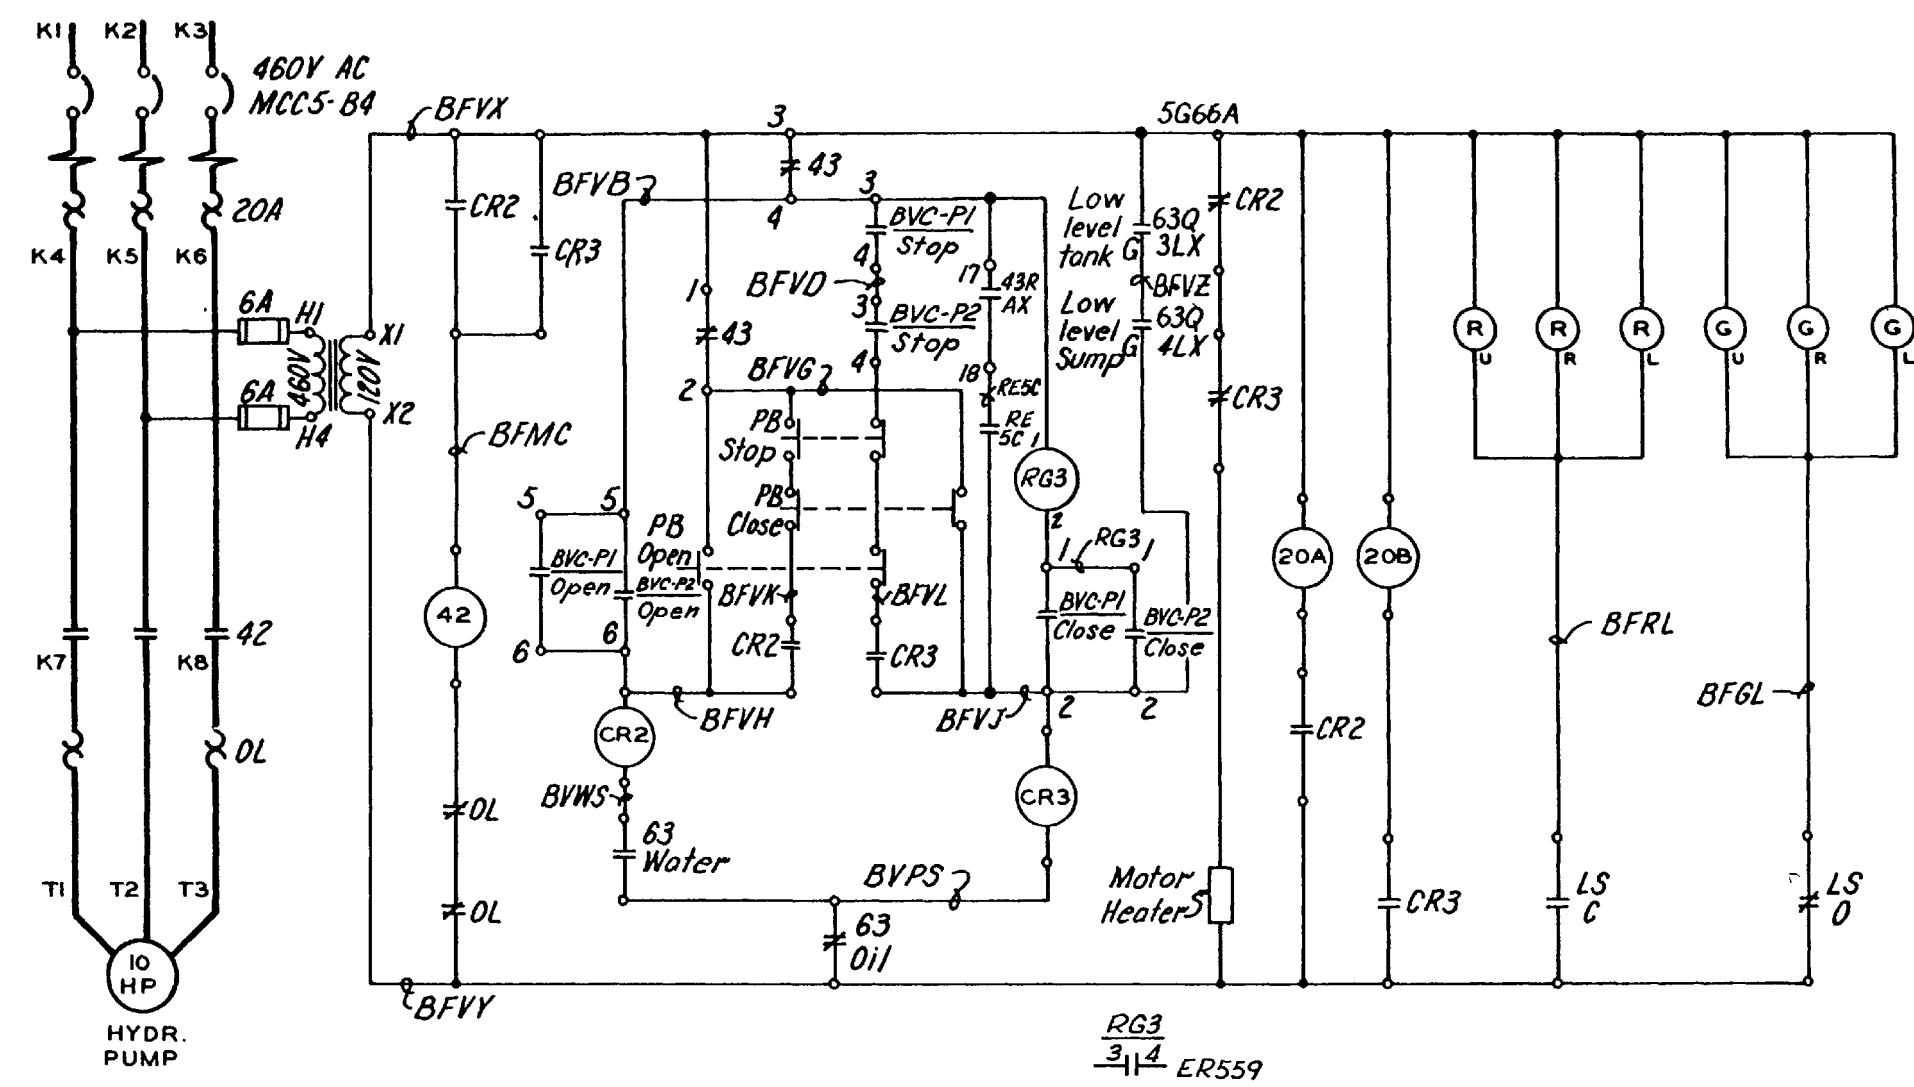 K1
K2
K3
460V AC
MCC5-B4
20A
K4
K5
K6
6A
H1
460V
120V
X1
6A
H4
X2
42
K7
K8
OL
T1
T2
T3
10
HP
HYDR.
PUMP
BFVX
CR2
CR3
BFMC
42
OL
OL
BFVY
3
43
4
BFVB
3
BVC-P1
Stop
4
BFVD
3
BVC-P2
Stop
4
1
43
2
BFVG
17
43R
AX
18
RE5C
RE
5C
1
RG3
2
PB
Stop
PB
Close
PB
Open
5
5
BVC-P1
Open
BVC-P2
Open
6
6
BFVK
BFVL
CR2
CR3
BFVH
BFVJ
CR2
BVWS
63
Water
BVPS
63
Oil
1
RG3
1
BVC-P1
Close
BVC-P2
Close
2
2
CR3
5G66A
Low
level
tank
G
63Q
3LX
BFVZ
Low
level
Sump
G
63Q
4LX
CR2
CR3
Motor
Heater
20A
20B
CR2
CR3
R
U
R
R
R
L
G
U
G
R
G
L
BFRL
BFGL
LS
C
LS
O
RG3
3
4
ER559